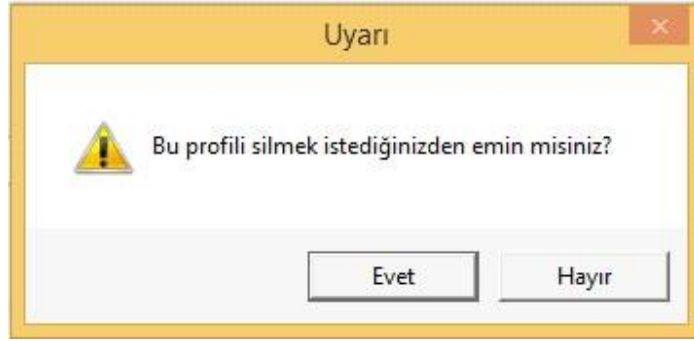 Uyarı
Bu profili silmek istediğinizden emin misiniz?
Evet
Hayır